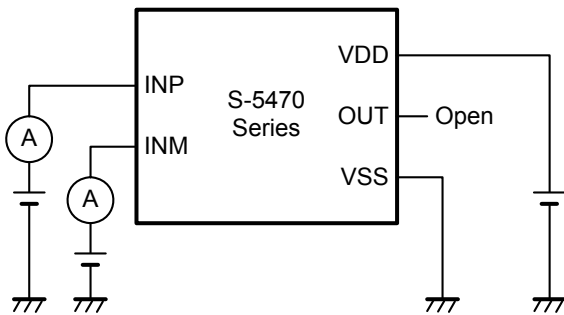 VDD
INP
S-5470
Series
OUT
Open
A
INM
VSS
A